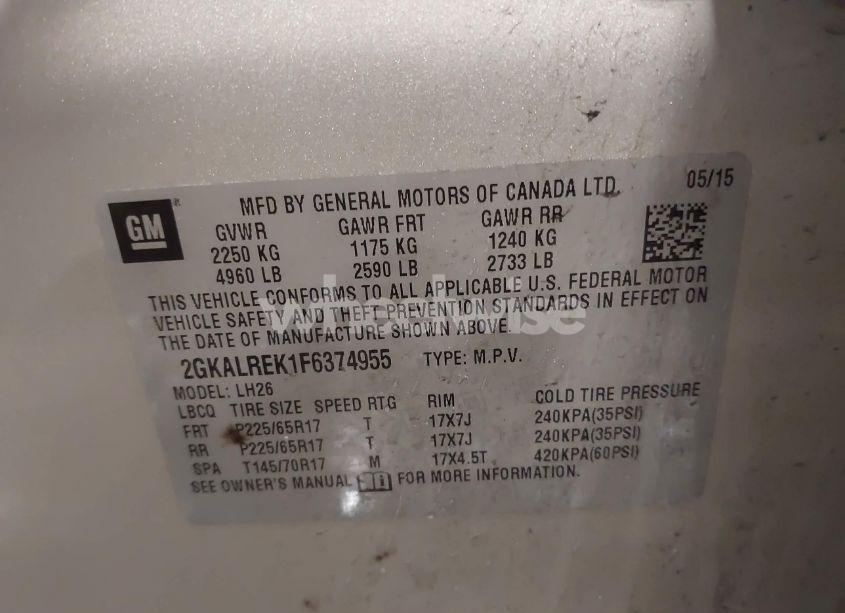 GM
MFD BY GENERAL MOTORS OF CANADA LTD. 05/15
GVWR GAWR FRT GAWR RR
2250 KG 1175 KG 1240 KG
4960 LB 2590 LB 2733 LB
THIS VEHICLE CONFORMS TO ALL APPLICABLE U.S. FEDERAL MOTOR
VEHICLE SAFETY AND THEFT PREVENTION STANDARDS IN EFFECT ON
THE DATE OF MANUFACTURE SHOWN ABOVE.
2GKALREK1F6374955 TYPE: M.P.V.
MODEL: LH26
LBCQ TIRE SIZE SPEED RTG RIM COLD TIRE PRESSURE
FRT P225/65R17 T 17X7J 240KPA(35PSI)
RR P225/65R17 T 17X7J 240KPA(35PSI)
SPA T145/70R17 M 17X4.5T 420KPA(60PSI)
SEE OWNER'S MANUAL FOR MORE INFORMATION.